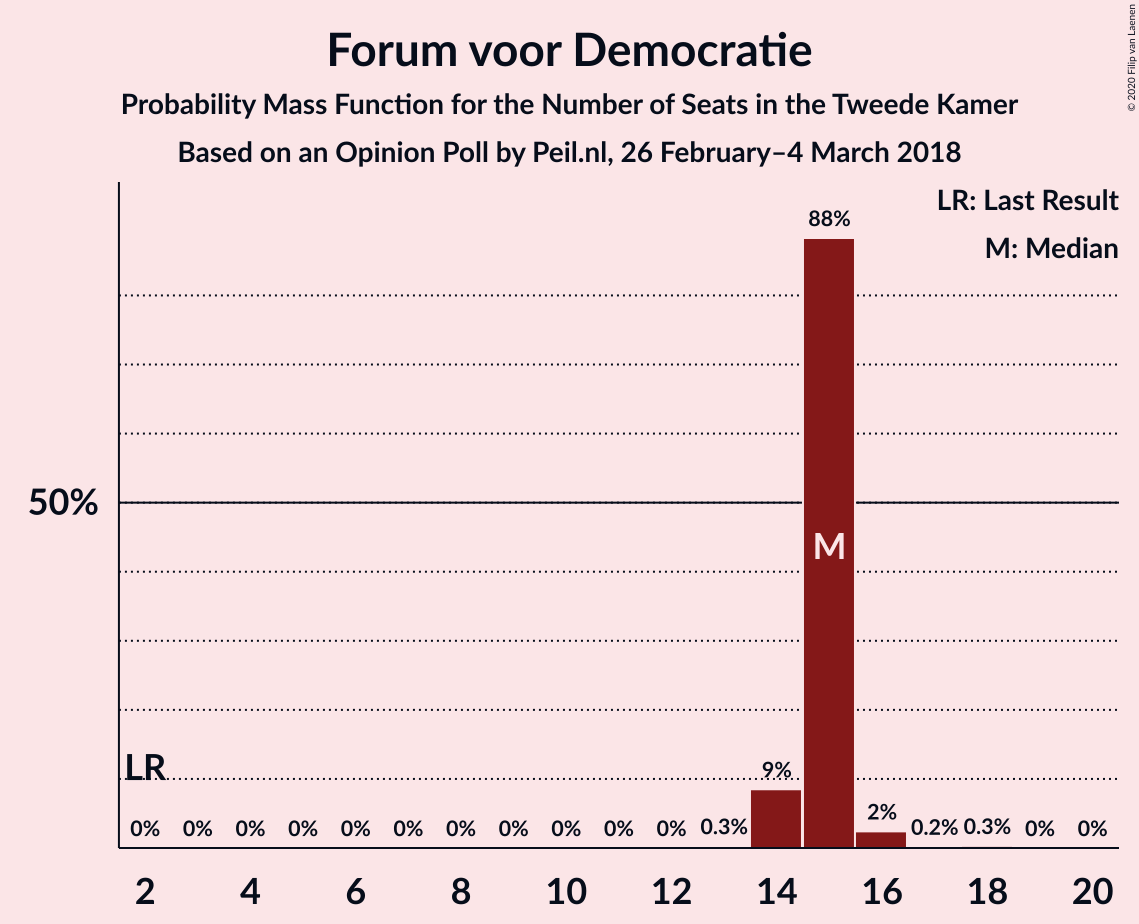 Forum voor Democratie
Probability Mass Function for the Number of Seats in the Tweede Kamer
Based on an Opinion Poll by Peil.nl, 26 February–4 March 2018
© 2020 Filip van Laenen
LR: Last Result
M: Median
88%
50%
M
LR
9%
2%
0% 0% 0% 0% 0% 0% 0% 0% 0% 0% 0% 0.3% 0.2% 0.3% 0% 0%
2 4 6 8 10 12 14 16 18 20